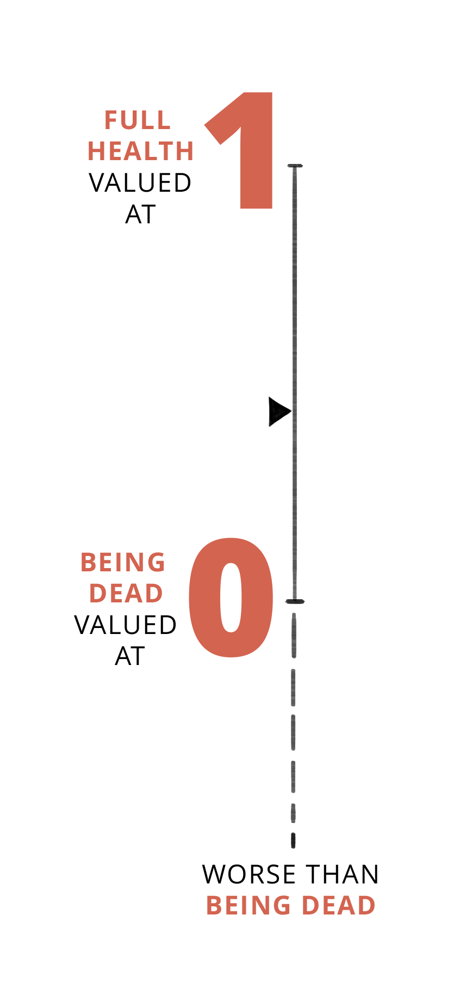 FULL
HEALTH
VALUED
AT
1
BEING
DEAD
VALUED
AT
0
WORSE THAN
BEING DEAD